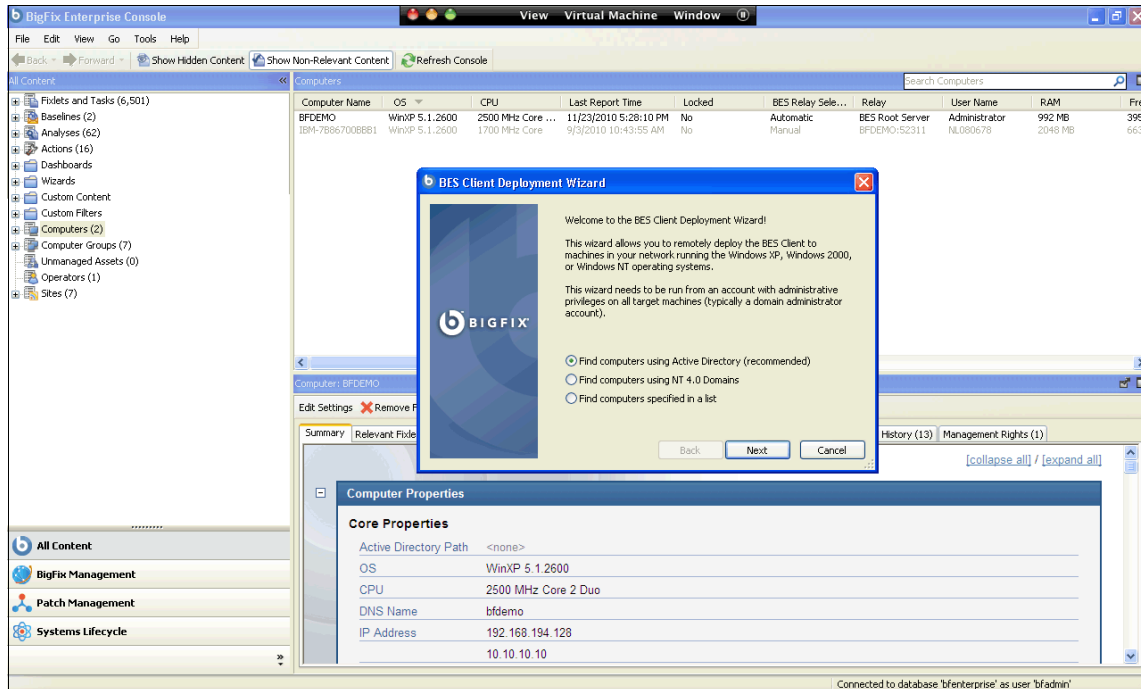 BigFix Enterprise Console
View Virtual Machine Window
File Edit View Go Tools Help
Back Forward Show Hidden Content Show Non-Relevant Content Refresh Console
All Content
Fixlets and Tasks (6,501)
Baselines (2)
Analyses (62)
Actions (16)
Dashboards
Wizards
Custom Content
Custom Filters
Computers (2)
Computer Groups (7)
Unmanaged Assets (0)
Operators (1)
Sites (7)
All Content
BigFix Management
Patch Management
Systems Lifecycle
Computers
Search Computers
Computer Name OS CPU Last Report Time Locked BES Relay Sele... Relay User Name RAM Fre
BFDEMO WinXP 5.1.2600 2500 MHz Core ... 11/23/2010 5:28:10 PM No Automatic BES Root Server Administrator 992 MB 395
IBM-7B86700BBB1 WinXP 5.1.2600 1700 MHz Core 9/3/2010 10:43:55 AM No Manual BFDEMO:52311 NL080678 2048 MB 663
BES Client Deployment Wizard
BIGFIX
Welcome to the BES Client Deployment Wizard!
This wizard allows you to remotely deploy the BES Client to
machines in your network running the Windows XP, Windows 2000,
or Windows NT operating systems.
This wizard needs to be run from an account with administrative
privileges on all target machines (typically a domain administrator
account).
Find computers using Active Directory (recommended)
Find computers using NT 4.0 Domains
Find computers specified in a list
Back Next Cancel
Computer: BFDEMO
Edit Settings Remove F
Summary Relevant Fixle History (13) Management Rights (1)
[collapse all] / [expand all]
Computer Properties
Core Properties
Active Directory Path <none>
OS WinXP 5.1.2600
CPU 2500 MHz Core 2 Duo
DNS Name bfdemo
IP Address 192.168.194.128
10.10.10.10
Connected to database 'bfenterprise' as user 'bfadmin'